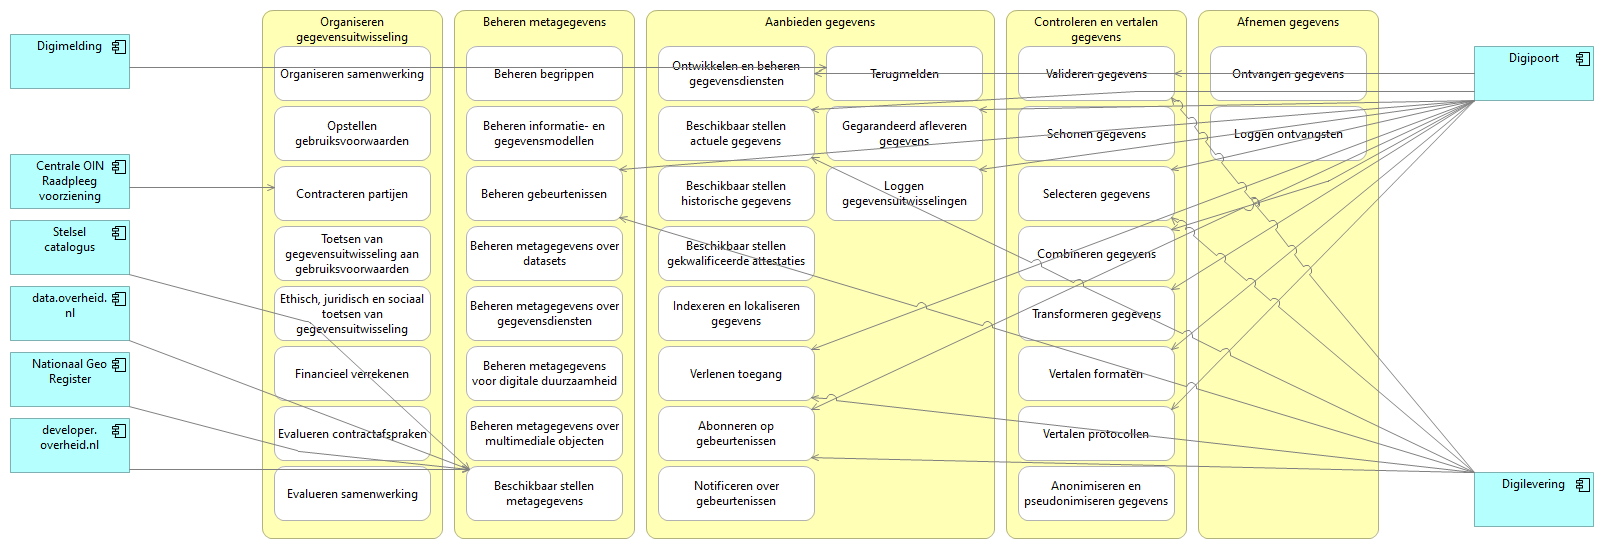 Digimelding
Centrale OIN
Raadpleeg
voorziening
Stelsel
catalogus
data.overheid.
nl
Nationaal Geo
Register
developer.
overheid.nl
Organiseren
gegevensuitwisseling
Organiseren samenwerking
Opstellen
gebruiksvoorwaarden
Contracteren partijen
Toetsen van
gegevensuitwisseling aan
gebruiksvoorwaarden
Ethisch, juridisch en sociaal
toetsen van
gegevensuitwisseling
Financieel verrekenen
Evalueren contractafspraken
Evalueren samenwerking
Beheren metagegevens
Beheren begrippen
Beheren informatie- en
gegevensmodellen
Beheren gebeurtenissen
Beheren metagegevens over
datasets
Beheren metagegevens over
gegevensdiensten
Beheren metagegevens
voor digitale duurzaamheid
Beheren metagegevens over
multimediale objecten
Beschikbaar stellen
metagegevens
Aanbieden gegevens
Ontwikkelen en beheren
gegevensdiensten
Beschikbaar stellen
actuele gegevens
Beschikbaar stellen
historische gegevens
Beschikbaar stellen
gekwalificeerde attestaties
Indexeren en lokaliseren
gegevens
Verlenen toegang
Abonneren op
gebeurtenissen
Notificeren over
gebeurtenissen
Terugmelden
Gegarandeerd afleveren
gegevens
Loggen
gegevensuitwisselingen
Controleren en vertalen
gegevens
Valideren gegevens
Schonen gegevens
Selecteren gegevens
Combineren gegevens
Transformeren gegevens
Vertalen formaten
Vertalen protocollen
Anonimiseren en
pseudonimiseren gegevens
Afnemen gegevens
Ontvangen gegevens
Loggen ontvangsten
Digipoort
Digilevering